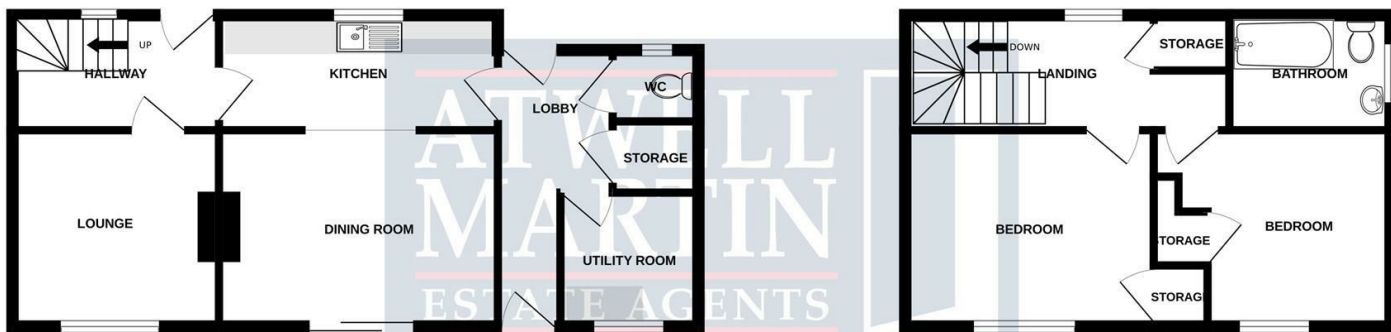 UP
HALLWAY
KITCHEN
LOBBY
WC
STORAGE
LOUNGE
DINING ROOM
UTILITY ROOM
DOWN
LANDING
STORAGE
BATHROOM
BEDROOM
STORAGE
BEDROOM
STORAGE
ATWELL
MARTIN
ESTATE AGENTS